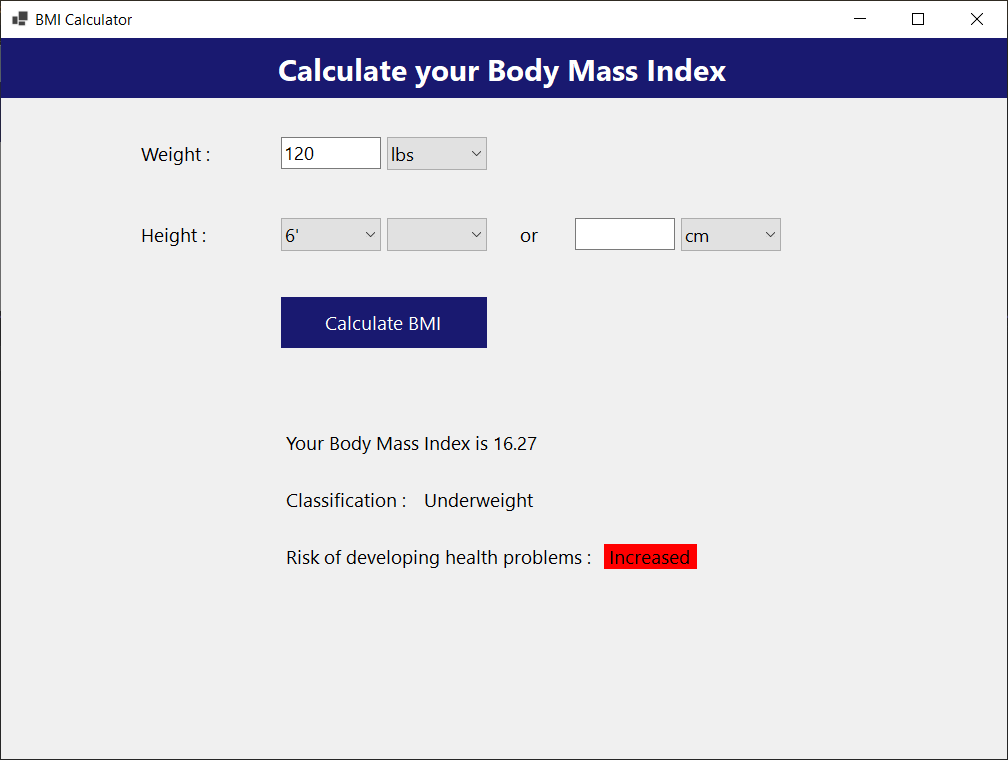 BMI Calculator
Calculate your Body Mass Index
Weight : 120 lbs
Height : 6' or cm
Calculate BMI
Your Body Mass Index is 16.27
Classification : Underweight
Risk of developing health problems : Increased